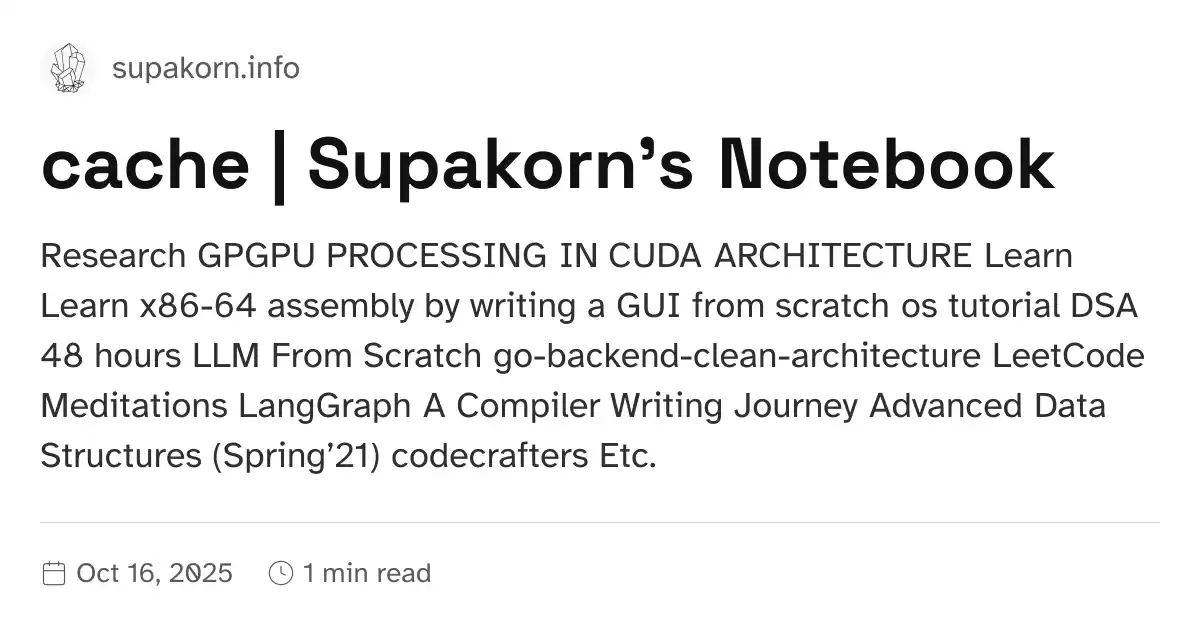 supakorn.info
cache | Supakorn’s Notebook
Research GPGPU PROCESSING IN CUDA ARCHITECTURE Learn
Learn x86-64 assembly by writing a GUI from scratch os tutorial DSA
48 hours LLM From Scratch go-backend-clean-architecture LeetCode
Meditations LangGraph A Compiler Writing Journey Advanced Data
Structures (Spring’21) codecrafters Etc.
Oct 16, 2025 1 min read